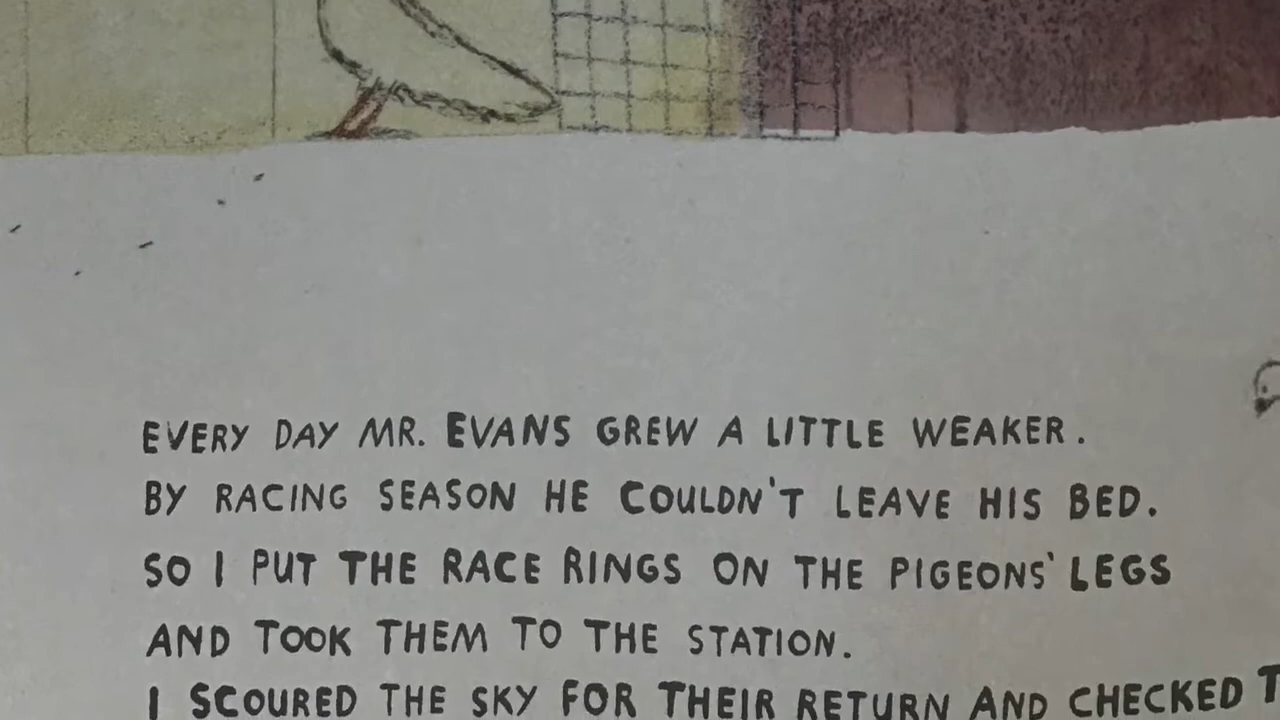 EVERY DAY MR. EVANS GREW A LITTLE WEAKER.
BY RACING SEASON HE COULDN'T LEAVE HIS BED.
SO I PUT THE RACE RINGS ON THE PIGEONS' LEGS
AND TOOK THEM TO THE STATION.
I SCOURED THE SKY FOR THEIR RETURN AND CHECKED